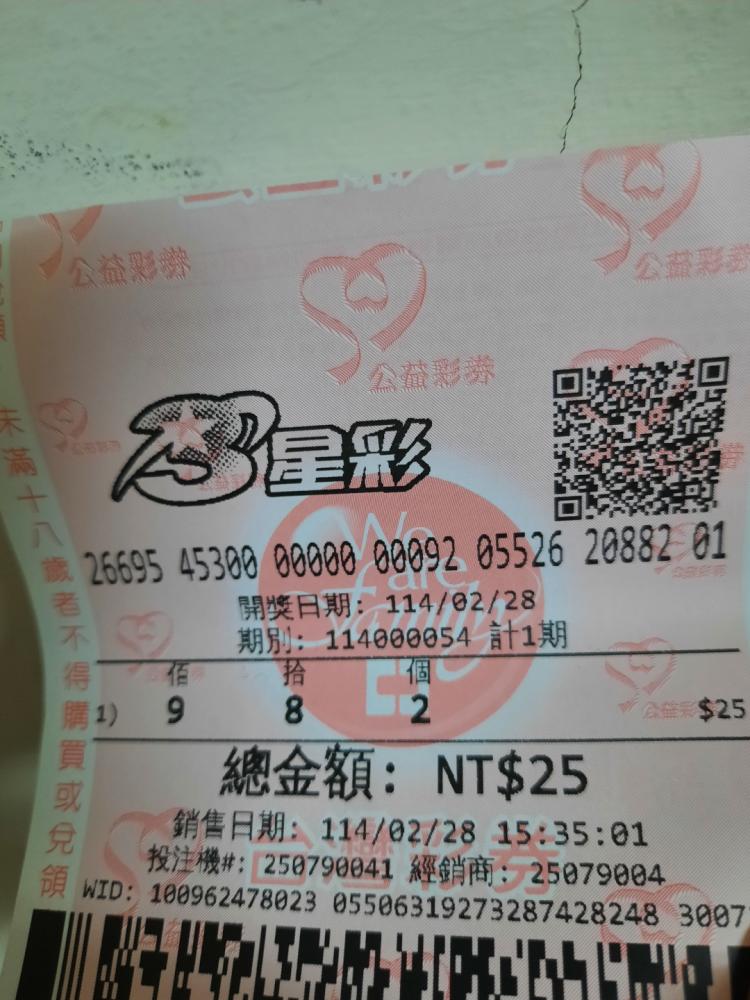 公益彩券
公益彩券
公益彩券
3星彩
26695 45300 00000 00092 05526 20882 01
開獎日期: 114/02/28
期別: 114000054 計1期
佰 拾 個
1) 9 8 2 $25
總金額: NT$25
銷售日期: 114/02/28 15:35:01
投注機#: 250790041 經銷商: 25079004
WID: 100962478023 05506319273287428248 3007
未滿十八歲者不得購買或兌領
We are family
台灣彩券